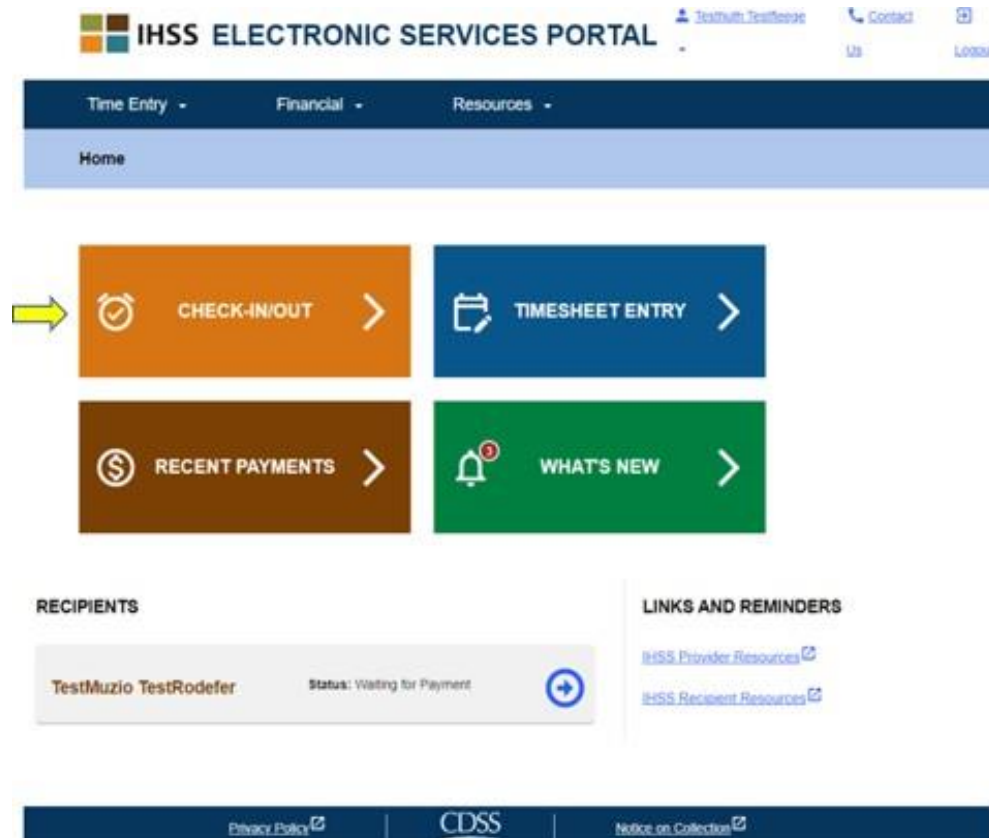 IHSS ELECTRONIC SERVICES PORTAL
Contact Us
Logou
Time Entry
Financial
Resources
Home
CHECK-IN/OUT
TIMESHEET ENTRY
RECENT PAYMENTS
3
WHAT'S NEW
RECIPIENTS
LINKS AND REMINDERS
IHSS Provider Resources
TestMuzio TestRodefer
Status: Waiting for Payment
IHSS Recipient Resources
Privacy Policy
CDSS
Notice on Collection